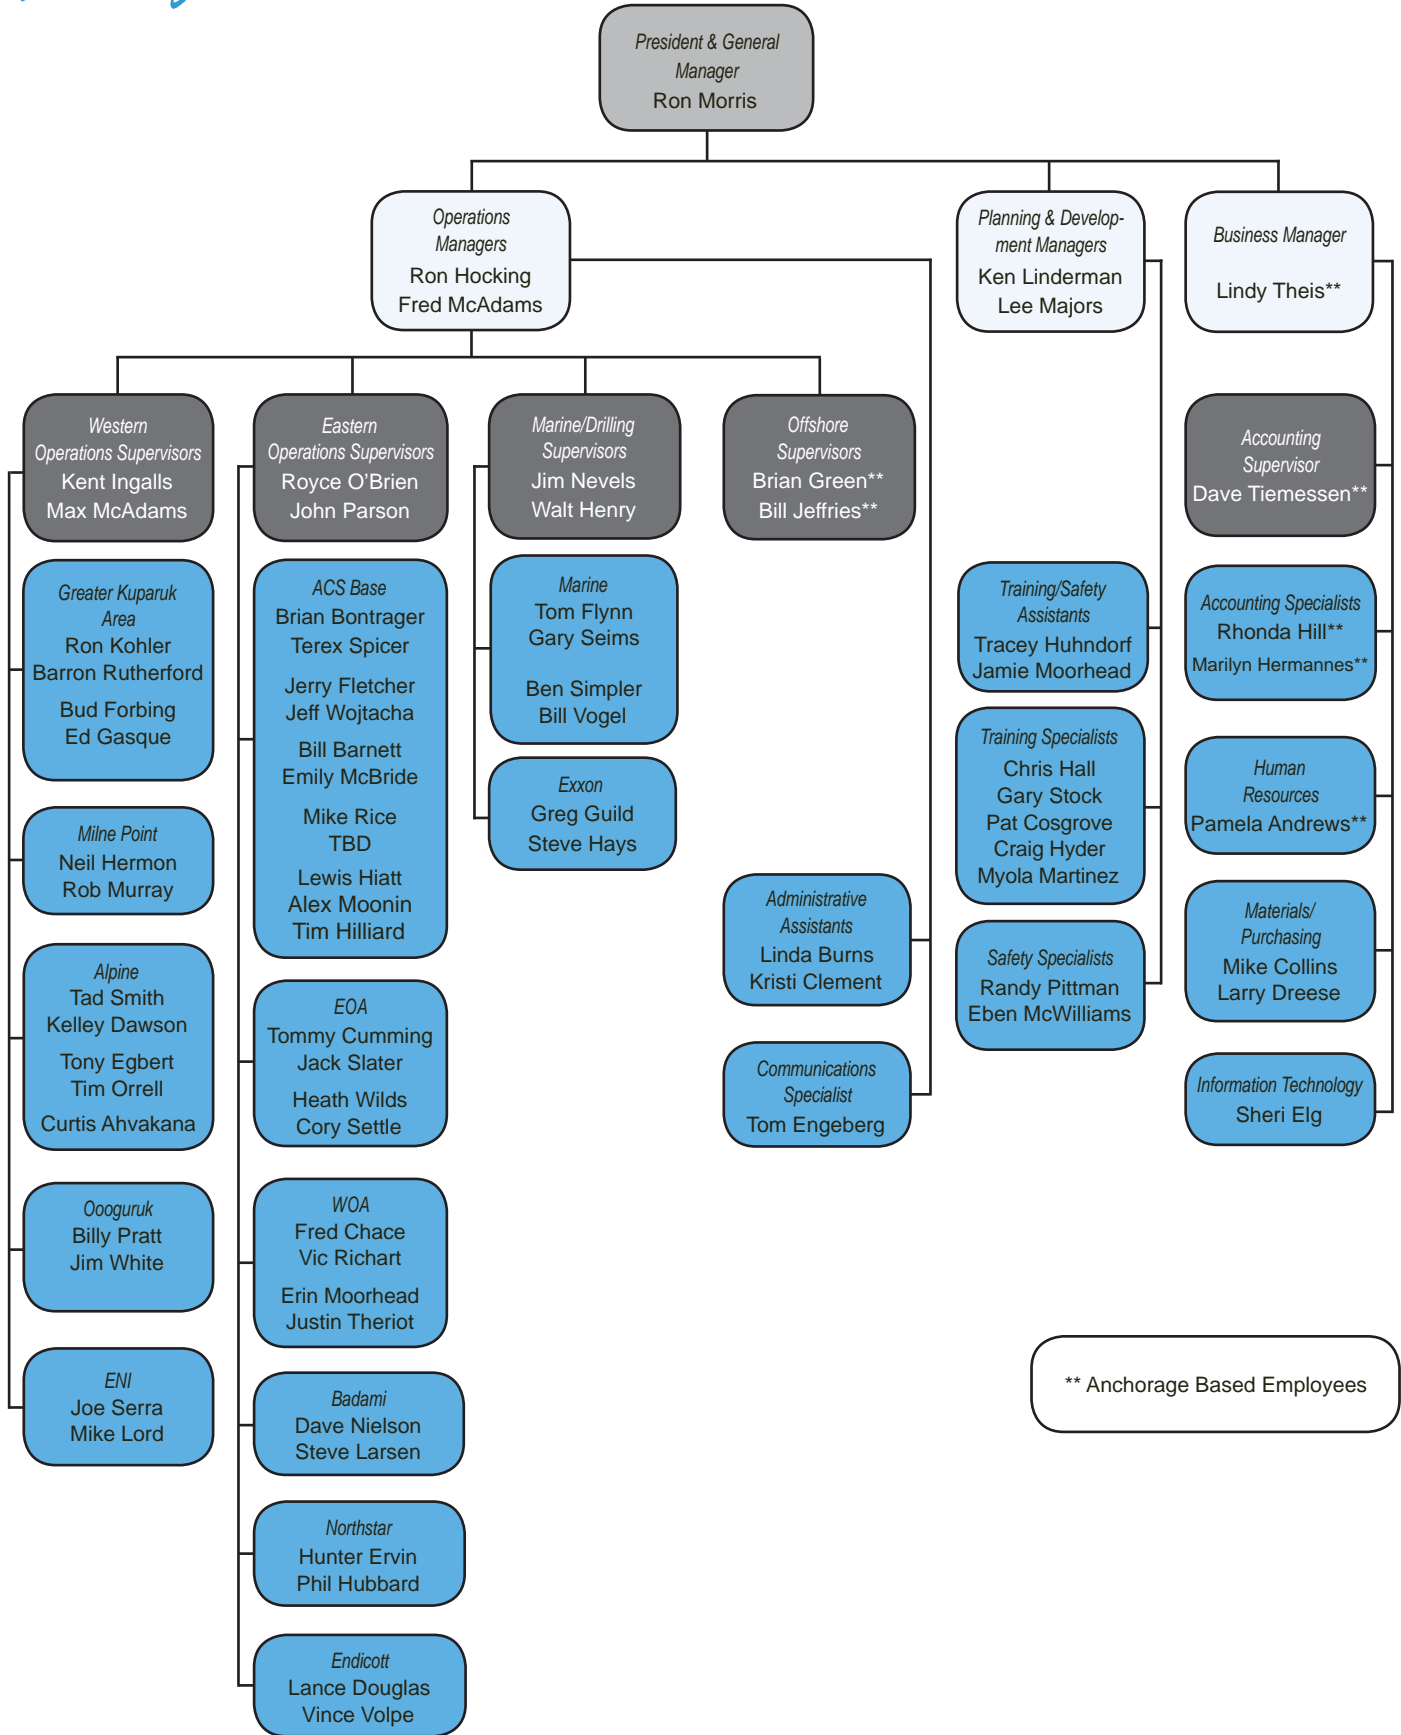 President & General
Manager
Ron Morris
Operations
Managers
Ron Hocking
Fred McAdams
Planning & Develop-
ment Managers
Ken Linderman
Lee Majors
Business Manager
Lindy Theis**
Western
Operations Supervisors
Kent Ingalls
Max McAdams
Eastern
Operations Supervisors
Royce O’Brien
John Parson
Marine/Drilling
Supervisors
Jim Nevels
Walt Henry
Offshore
Supervisors
Brian Green**
Bill Jeffries**
Accounting
Supervisor
Dave Tiemessen**
Greater Kuparuk
Area
Ron Kohler
Barron Rutherford
Bud Forbing
Ed Gasque
Milne Point
Neil Hermon
Rob Murray
Alpine
Tad Smith
Kelley Dawson
Tony Egbert
Tim Orrell
Curtis Ahvakana
Oooguruk
Billy Pratt
Jim White
ENI
Joe Serra
Mike Lord
ACS Base
Brian Bontrager
Terex Spicer
Jerry Fletcher
Jeff Wojtacha
Bill Barnett
Emily McBride
Mike Rice
TBD
Lewis Hiatt
Alex Moonin
Tim Hilliard
EOA
Tommy Cumming
Jack Slater
Heath Wilds
Cory Settle
WOA
Fred Chace
Vic Richart
Erin Moorhead
Justin Theriot
Badami
Dave Nielson
Steve Larsen
Northstar
Hunter Ervin
Phil Hubbard
Endicott
Lance Douglas
Vince Volpe
Marine
Tom Flynn
Gary Seims
Ben Simpler
Bill Vogel
Exxon
Greg Guild
Steve Hays
Administrative
Assistants
Linda Burns
Kristi Clement
Communications
Specialist
Tom Engeberg
Training/Safety
Assistants
Tracey Huhndorf
Jamie Moorhead
Training Specialists
Chris Hall
Gary Stock
Pat Cosgrove
Craig Hyder
Myola Martinez
Safety Specialists
Randy Pittman
Eben McWilliams
Accounting Specialists
Rhonda Hill**
Marilyn Hermannes**
Human
Resources
Pamela Andrews**
Materials/
Purchasing
Mike Collins
Larry Dreese
Information Technology
Sheri Elg
** Anchorage Based Employees